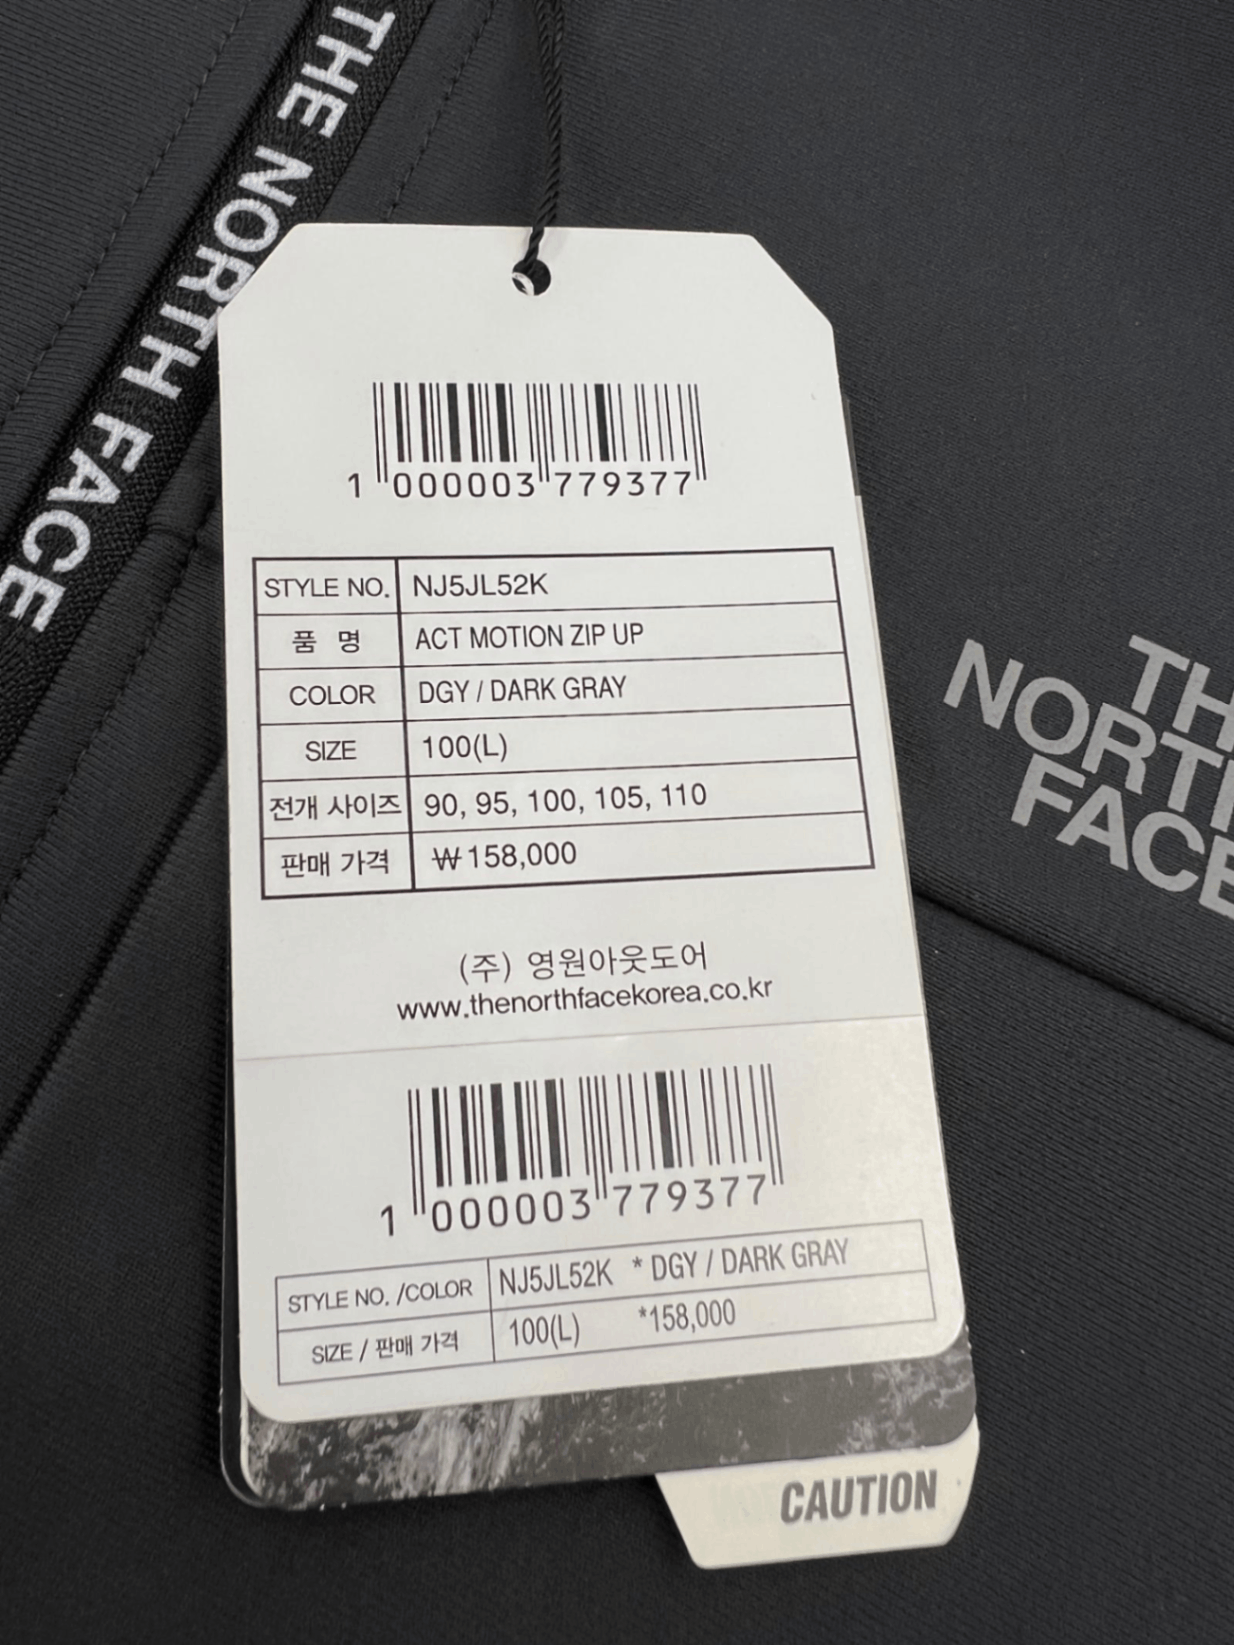 THE NORTH FACE
1 000003 779377
STYLE NO. NJ5JL52K
품 명 ACT MOTION ZIP UP
COLOR DGY / DARK GRAY
SIZE 100(L)
전개 사이즈 90, 95, 100, 105, 110
판매 가격 ₩158,000
(주) 영원아웃도어
www.thenorthfacekorea.co.kr
1 000003 779377
STYLE NO. /COLOR NJ5JL52K * DGY / DARK GRAY
SIZE / 판매 가격 100(L) *158,000
CAUTION
TH
NORTH
FACE